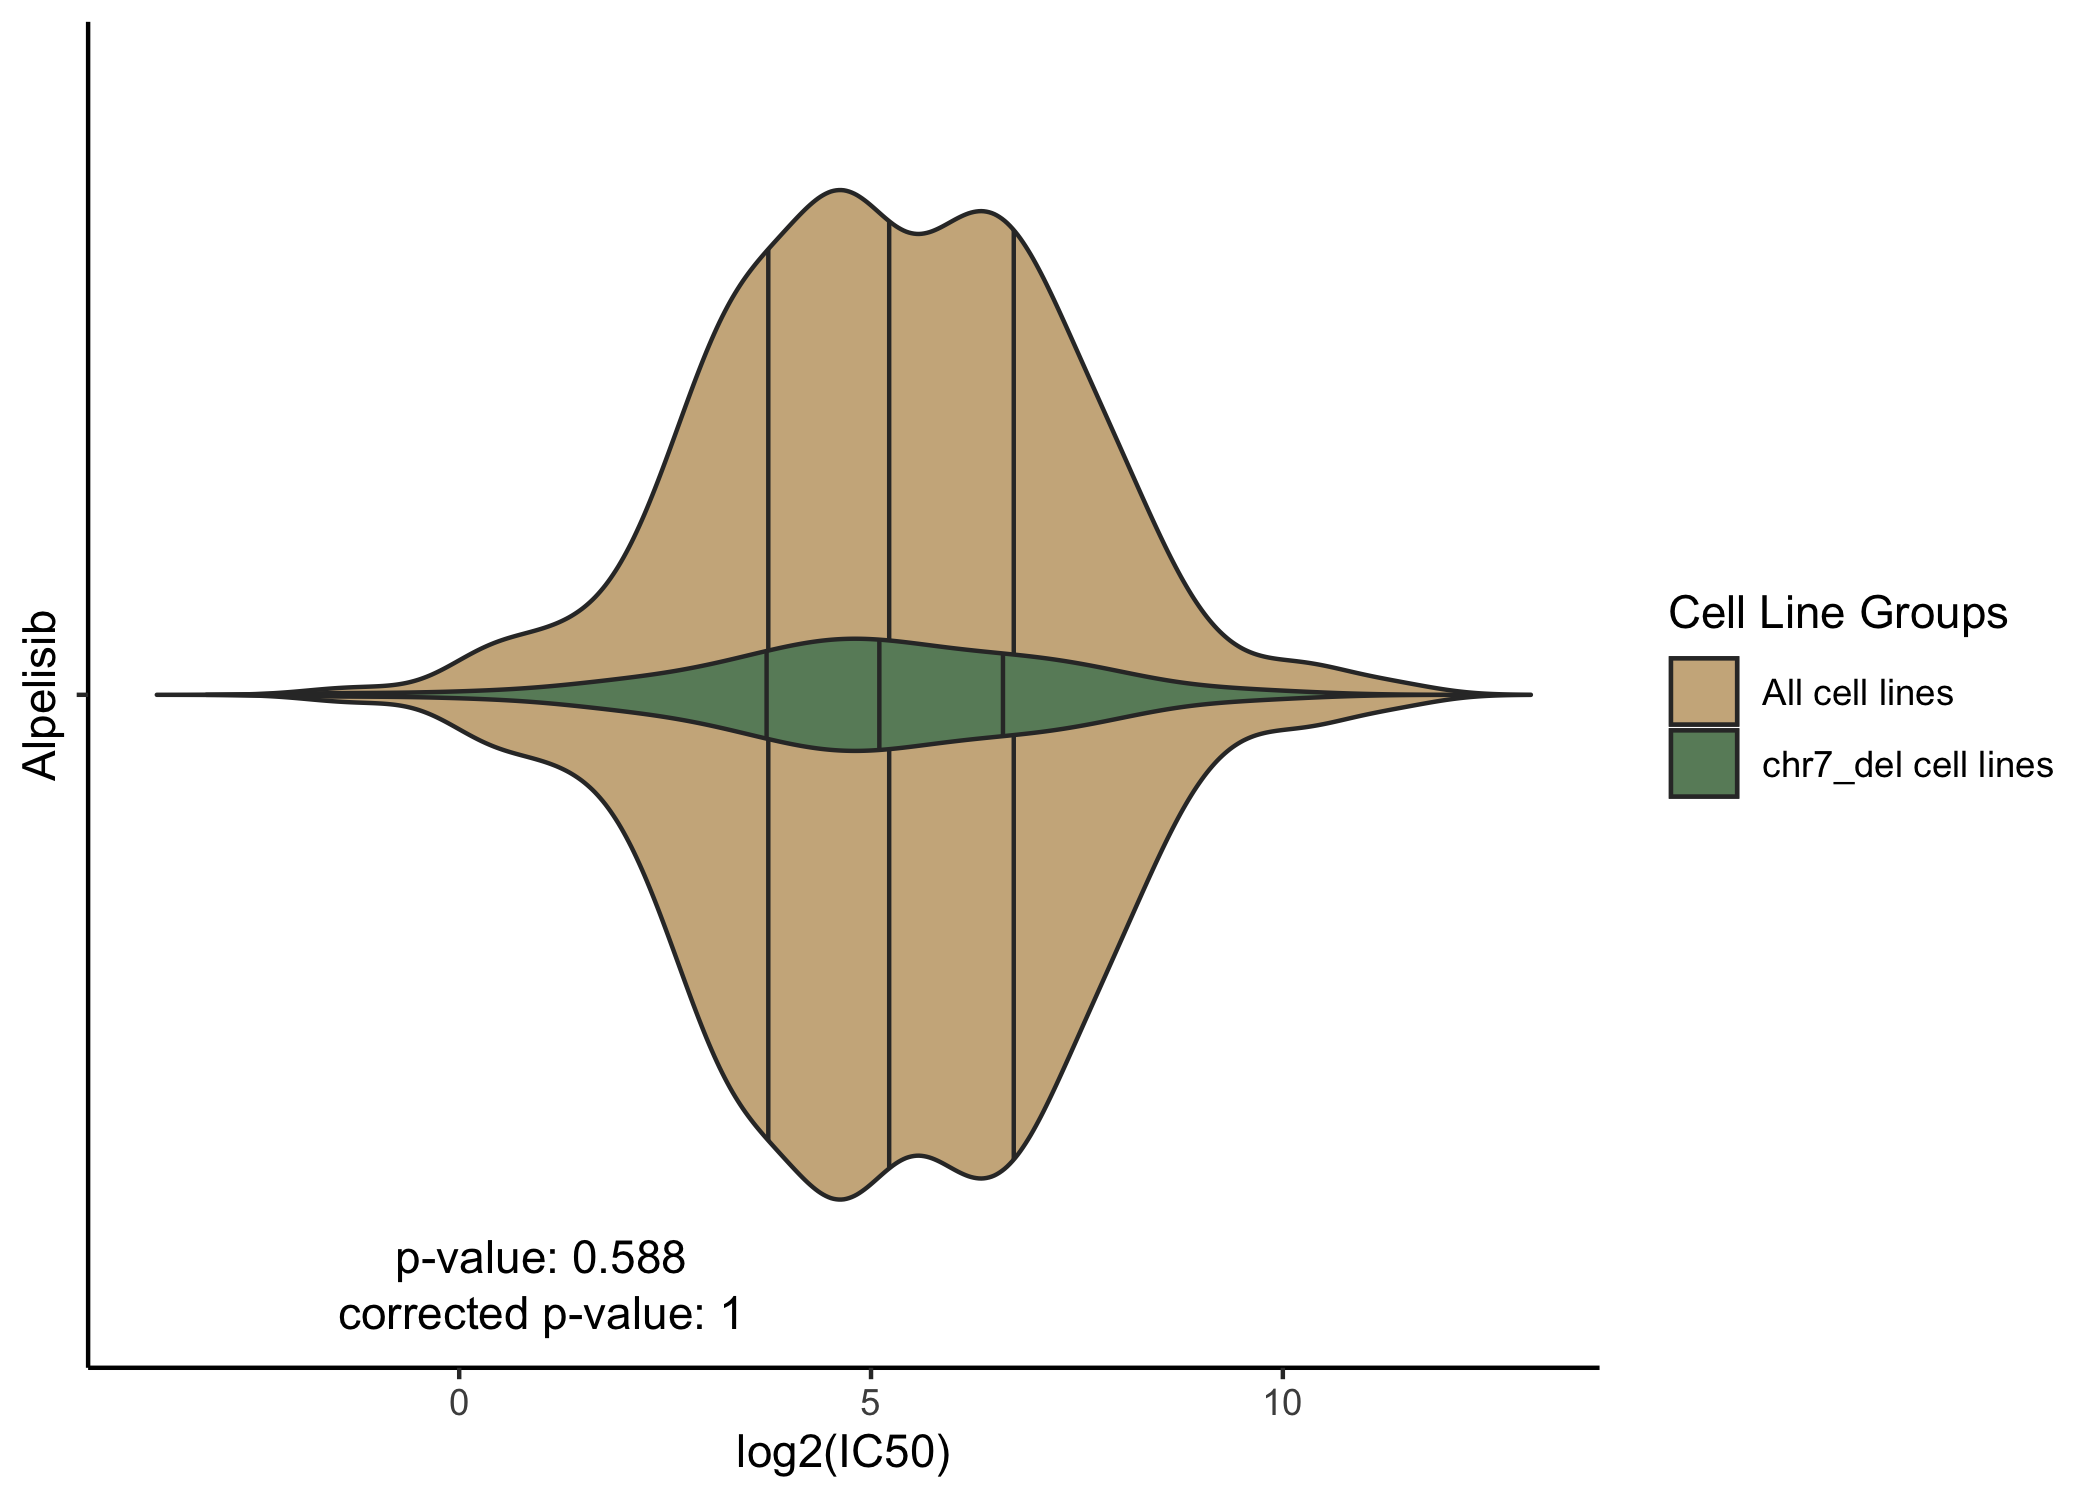 Alpelisib
p-value: 0.588
corrected p-value: 1
0 5 10
log2(IC50)
Cell Line Groups
All cell lines
chr7_del cell lines